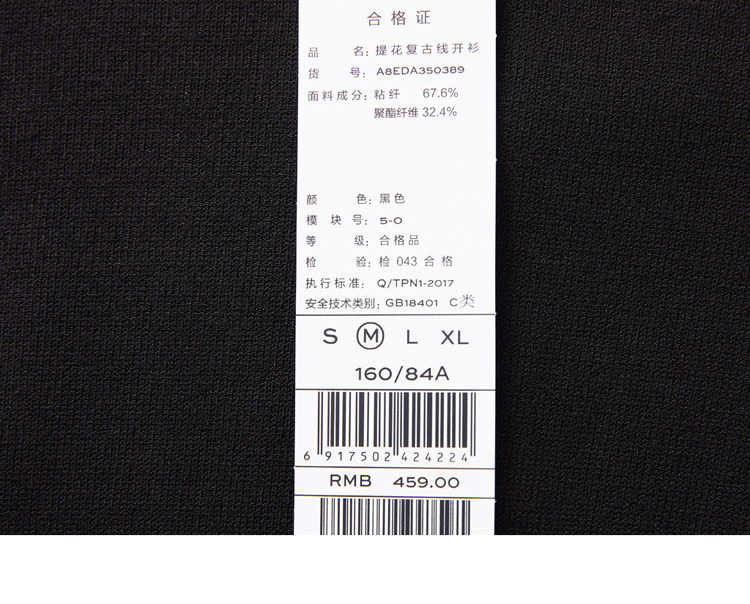 合格证
品 名: 提花复古线开衫
货 号: A8EDA350389
面料成分: 粘纤 67.6%
聚酯纤维 32.4%
颜 色: 黑色
模 块 号: 5-0
等 级: 合格品
检 验: 检 043 合格
执行标准: Q/TPN1-2017
安全技术类别: GB18401 C类
S M L XL
160/84A
6 917502 424224
RMB 459.00